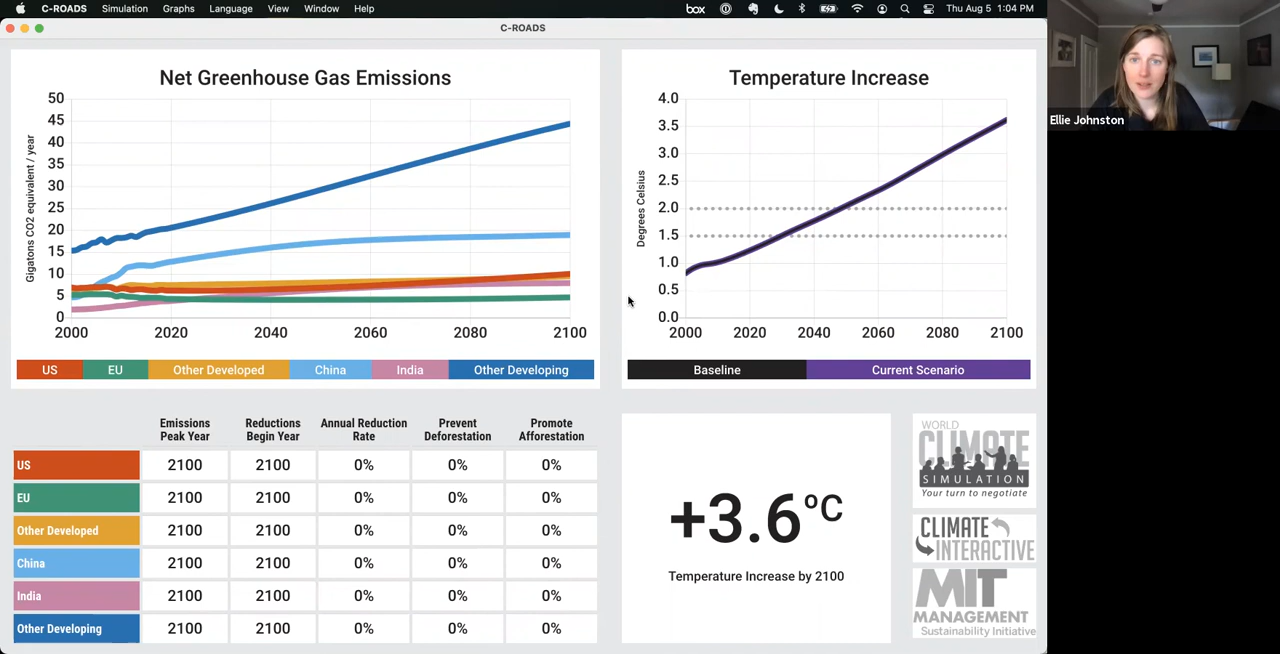 C-ROADS Simulation Graphs Language View Window Help box Thu Aug 5 1:04 PM
C-ROADS
Net Greenhouse Gas Emissions
Gigatons CO2 equivalent / year
50
45
40
35
30
25
20
15
10
5
0
2000 2020 2040 2060 2080 2100
US EU Other Developed China India Other Developing
Temperature Increase
Degrees Celsius
4.0
3.5
3.0
2.5
2.0
1.5
1.0
0.5
0.0
2000 2020 2040 2060 2080 2100
Baseline Current Scenario
Ellie Johnston
Emissions Peak Year Reductions Begin Year Annual Reduction Rate Prevent Deforestation Promote Afforestation
US 2100 2100 0% 0% 0%
EU 2100 2100 0% 0% 0%
Other Developed 2100 2100 0% 0% 0%
China 2100 2100 0% 0% 0%
India 2100 2100 0% 0% 0%
Other Developing 2100 2100 0% 0% 0%
+3.6°C
Temperature Increase by 2100
WORLD
CLIMATE
SIMULATION
Your turn to negotiate
CLIMATE
INTERACTIVE
MIT
MANAGEMENT
Sustainability Initiative